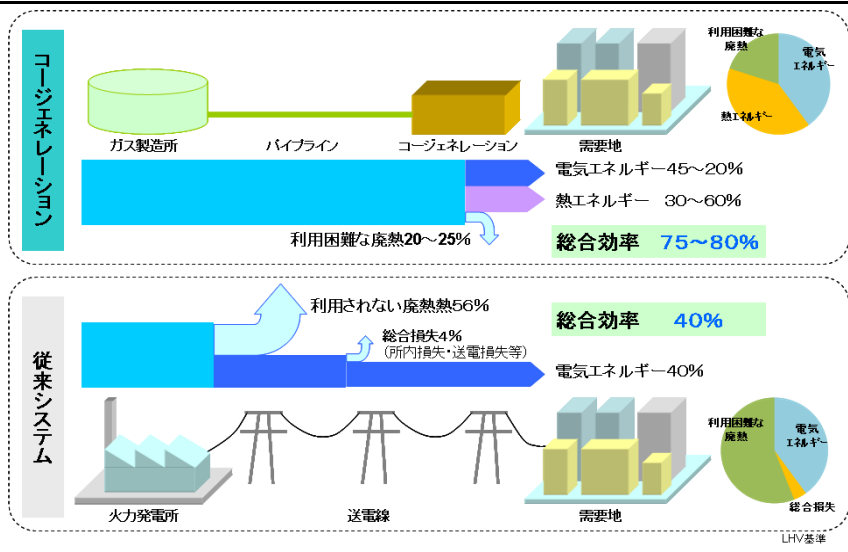 コージェネレーション
ガス製造所
パイプライン
コージェネレーション
需要地
利用困難な
廃熱
電気
エネルギー
熱エネルギー
電気エネルギー45～20%
熱エネルギー 30～60%
利用困難な廃熱20～25%
総合効率 75～80%
従来システム
利用されない廃熱熱56%
総合損失4%
（所内損失・送電損失等）
総合効率 40%
電気エネルギー40%
火力発電所
送電線
需要地
利用困難な
廃熱
電気
エネルギー
総合損失
LHV基準